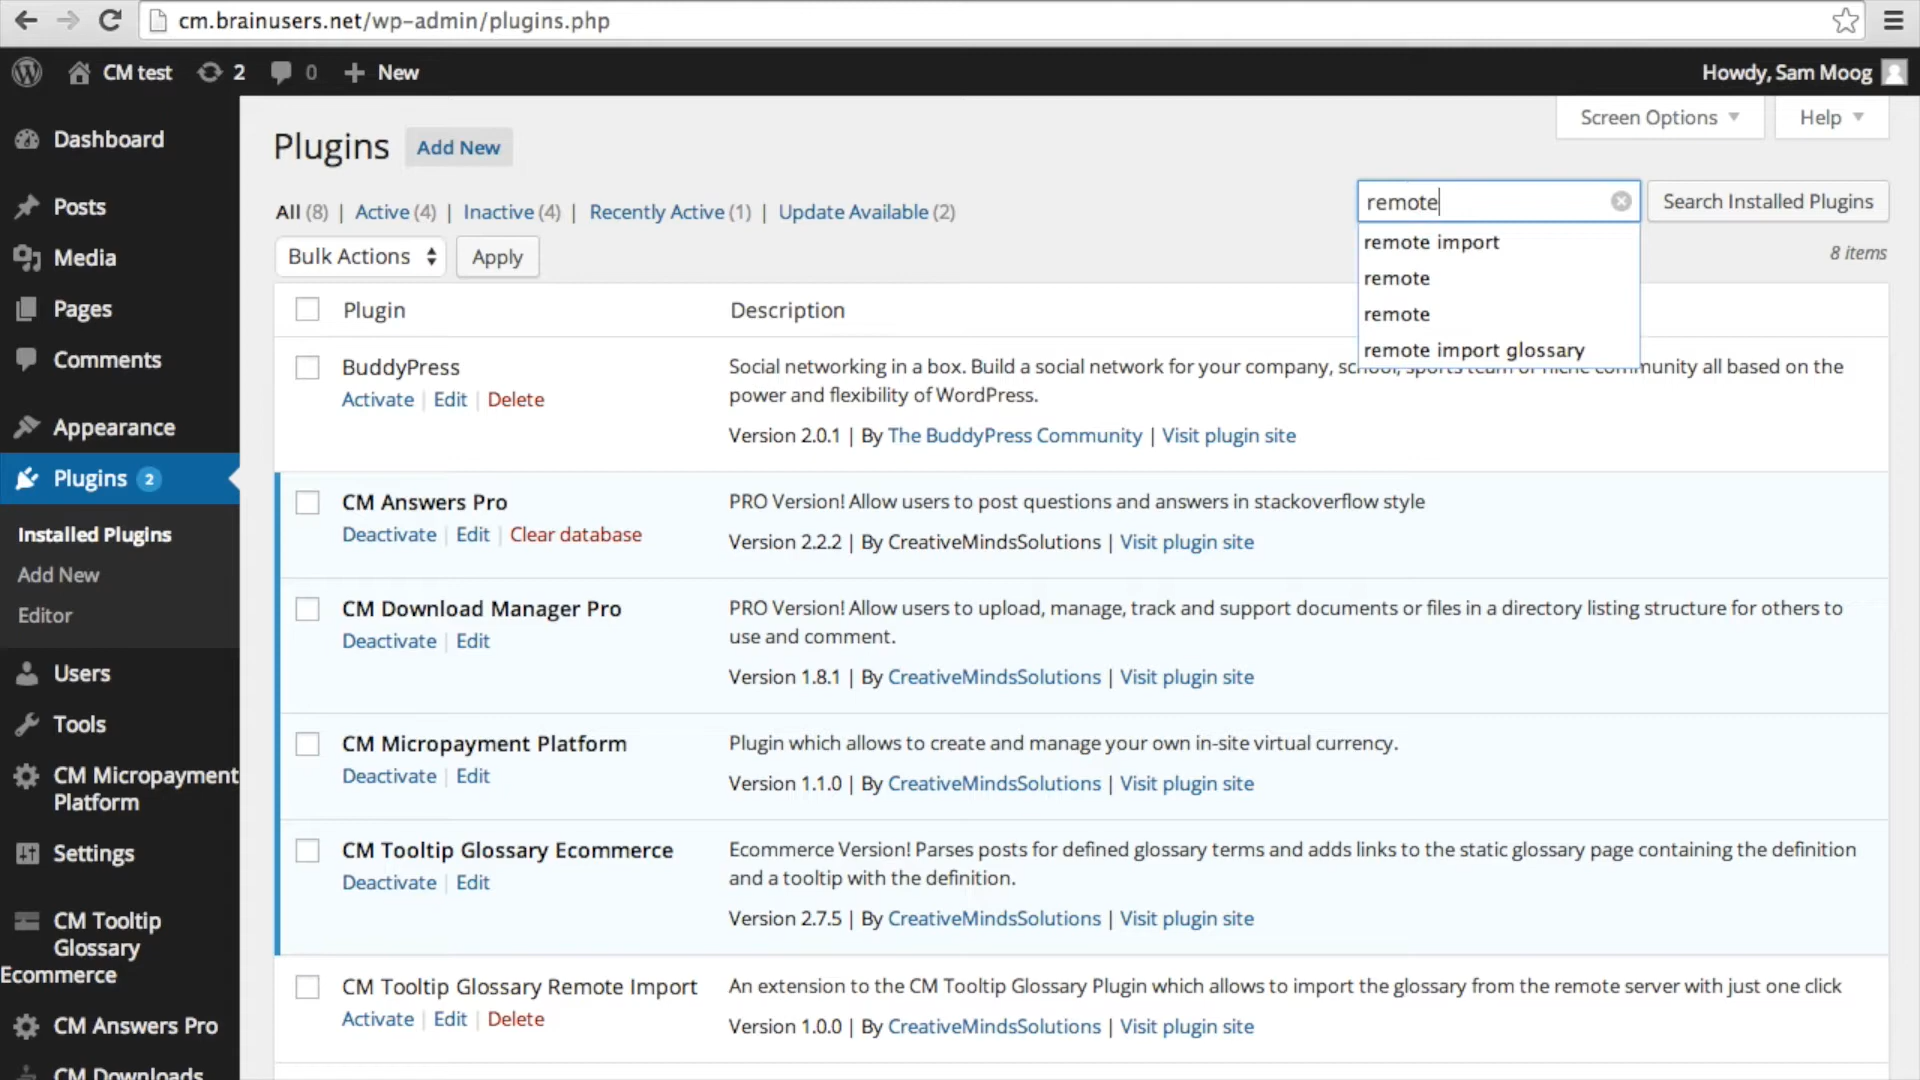 cm.brainusers.net/wp-admin/plugins.php
CM test 2 0 New
Howdy, Sam Moog
Screen Options Help
Dashboard
Posts
Media
Pages
Comments
Appearance
Plugins 2
Installed Plugins
Add New
Editor
Users
Tools
CM Micropayment
Platform
Settings
CM Tooltip
Glossary
Ecommerce
CM Answers Pro
CM Downloads
Plugins Add New
All (8) | Active (4) | Inactive (4) | Recently Active (1) | Update Available (2)
remote Search Installed Plugins
remote import
remote
remote
remote import glossary
Bulk Actions Apply
8 items
Plugin Description
BuddyPress
Activate | Edit | Delete
Social networking in a box. Build a social network for your company, school, sports team or niche community all based on the
power and flexibility of WordPress.
Version 2.0.1 | By The BuddyPress Community | Visit plugin site
CM Answers Pro
Deactivate | Edit | Clear database
PRO Version! Allow users to post questions and answers in stackoverflow style
Version 2.2.2 | By CreativeMindsSolutions | Visit plugin site
CM Download Manager Pro
Deactivate | Edit
PRO Version! Allow users to upload, manage, track and support documents or files in a directory listing structure for others to
use and comment.
Version 1.8.1 | By CreativeMindsSolutions | Visit plugin site
CM Micropayment Platform
Deactivate | Edit
Plugin which allows to create and manage your own in-site virtual currency.
Version 1.1.0 | By CreativeMindsSolutions | Visit plugin site
CM Tooltip Glossary Ecommerce
Deactivate | Edit
Ecommerce Version! Parses posts for defined glossary terms and adds links to the static glossary page containing the definition
and a tooltip with the definition.
Version 2.7.5 | By CreativeMindsSolutions | Visit plugin site
CM Tooltip Glossary Remote Import
Activate | Edit | Delete
An extension to the CM Tooltip Glossary Plugin which allows to import the glossary from the remote server with just one click
Version 1.0.0 | By CreativeMindsSolutions | Visit plugin site